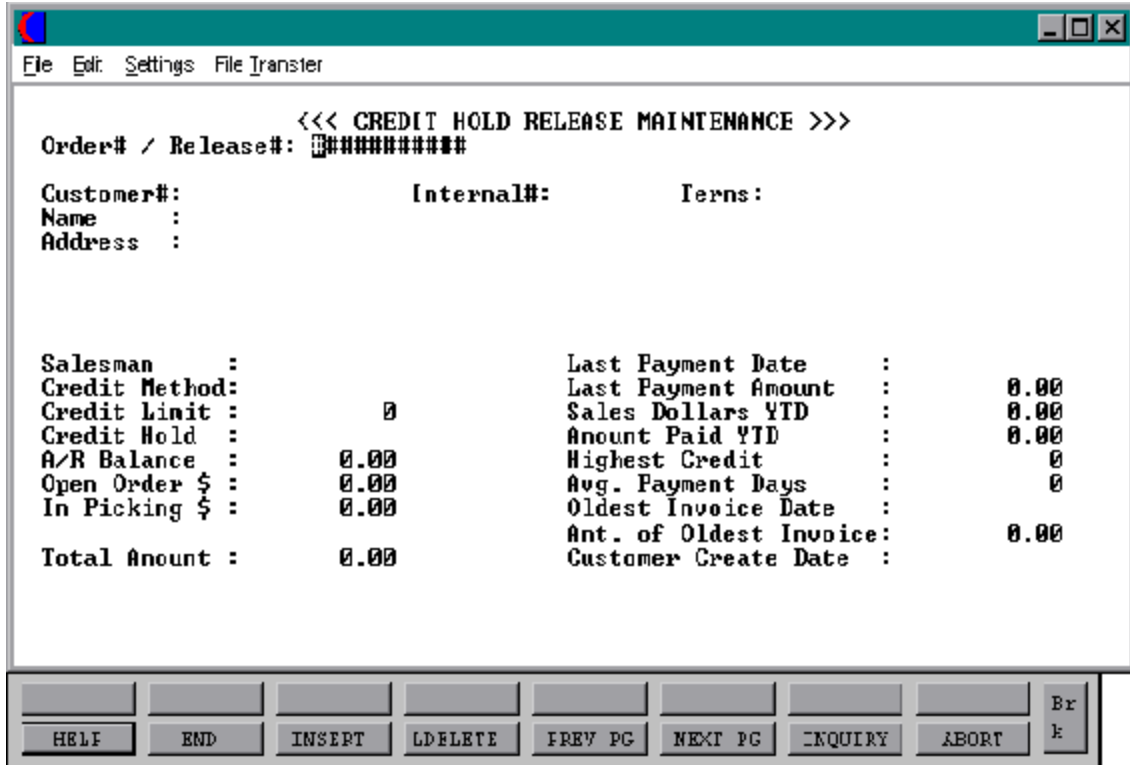 File Edit Settings File Transfer
<<< CREDIT HOLD RELEASE MAINTENANCE >>>
Order# / Release#: ###########
Customer#: Internal#: Terms:
Name :
Address :
Salesman : Last Payment Date :
Credit Method: Last Payment Amount : 0.00
Credit Limit : 0 Sales Dollars YTD : 0.00
Credit Hold : Amount Paid YTD : 0.00
A/R Balance : 0.00 Highest Credit : 0
Open Order $ : 0.00 Avg. Payment Days : 0
In Picking $ : 0.00 Oldest Invoice Date :
Amt. of Oldest Invoice: 0.00
Total Amount : 0.00 Customer Create Date :
Br
k
HELP END INSERT LDELETE PREV PG NEXT PG INQUIRY ABORT